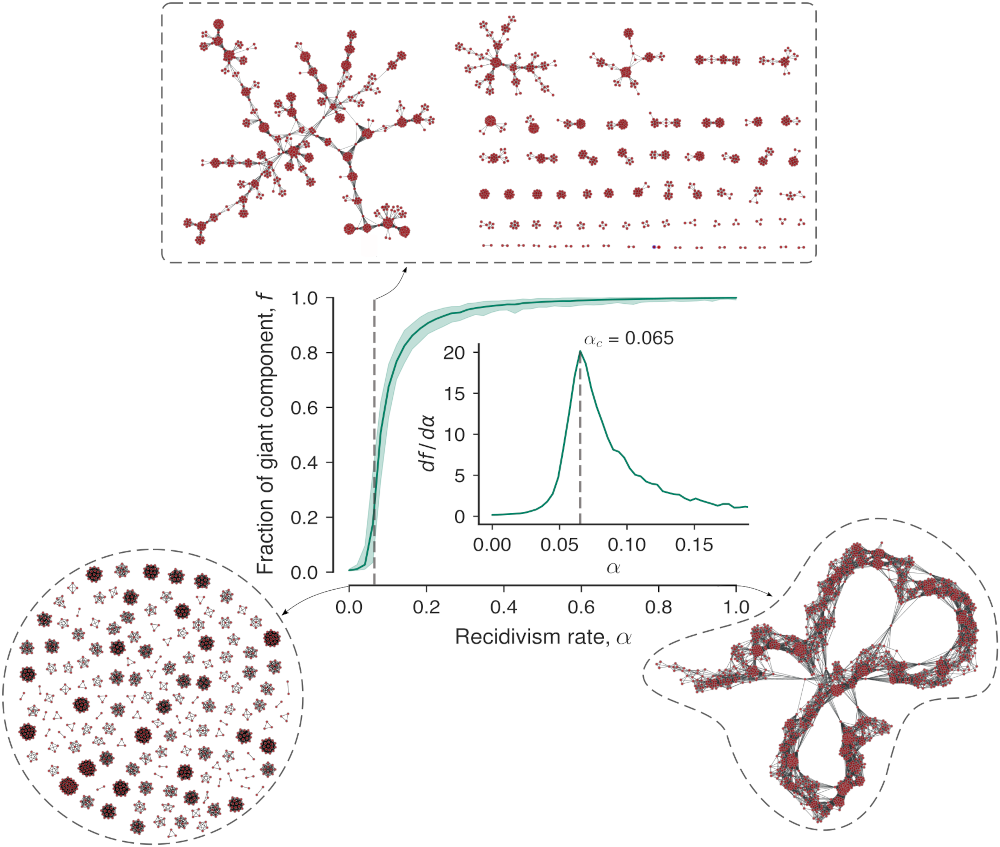 Fraction of giant component, f
1.0
0.8
0.6
0.4
0.2
0.0
0.0 0.2 0.4 0.6 0.8 1.0
Recidivism rate, α
α_c = 0.065
df / dα
20
15
10
5
0
0.00 0.05 0.10 0.15
α